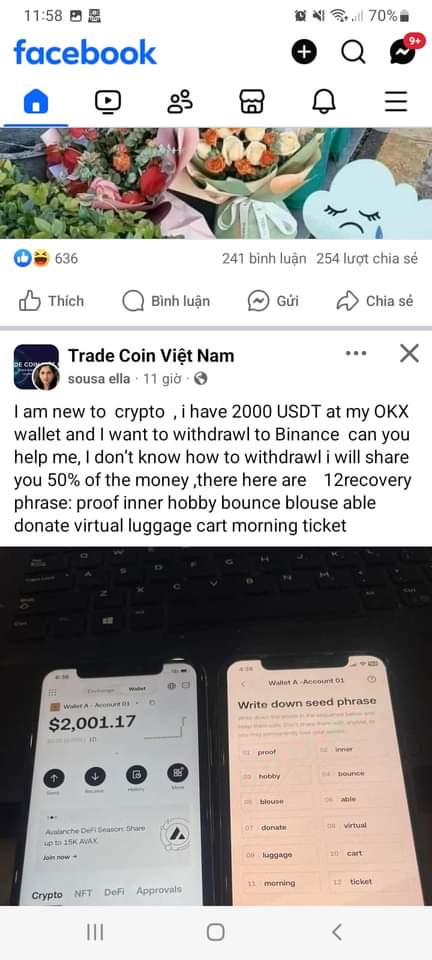 11:58
70%
facebook
9+
636
241 bình luận 254 lượt chia sẻ
Thích
Bình luận
Gửi
Chia sẻ
Trade Coin Việt Nam
sousa ella · 11 giờ ·
I am new to crypto , i have 2000 USDT at my OKX
wallet and I want to withdrawl to Binance can you
help me, I don't know how to withdrawl i will share
you 50% of the money ,there here are 12recovery
phrase: proof inner hobby bounce blouse able
donate virtual luggage cart morning ticket
Exchange Wallet
Wallet A - Account 01
$2,001.17
Send
Receive
History
More
Avalanche DeFi Season: Share
up to 15K AVAX.
Join now →
Crypto NFT DeFi Approvals
Wallet A -Account 01
Write down seed phrase
01 proof
02 inner
03 hobby
04 bounce
05 blouse
06 able
07 donate
08 virtual
09 luggage
10 cart
11 morning
12 ticket